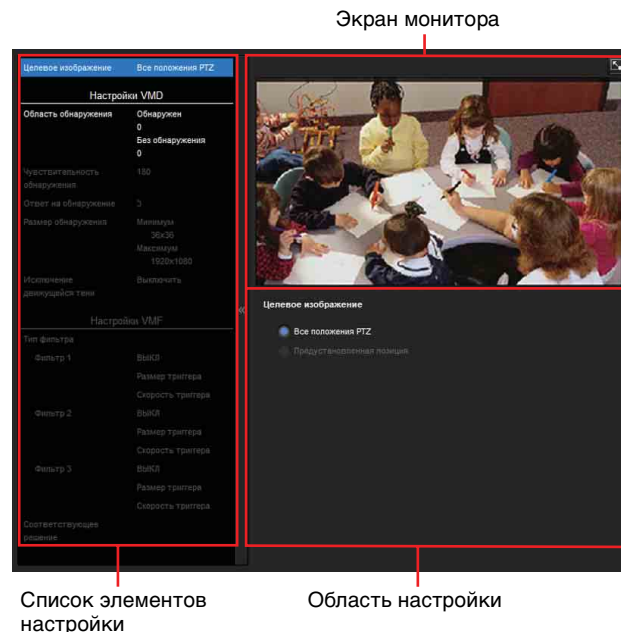 Экран монитора
Целевое изображение Все положения PTZ
Настройки VMD
Область обнаружения Обнаружен
0
Без обнаружения
0
Чувствительность обнаружения 180
Ответ на обнаружение 3
Размер обнаружения Минимум
36x36
Максимум
1920x1080
Исключение движущейся тени Выключить
Настройки VMF
Тип фильтра
Фильтр 1 ВЫКЛ
Размер триггера
Скорость триггера
Фильтр 2 ВЫКЛ
Размер триггера
Скорость триггера
Фильтр 3 ВЫКЛ
Размер триггера
Скорость триггера
Соответствующее
решение
«
Целевое изображение
Все положения PTZ
Предустановленная позиция
Список элементов
настройки
Область настройки